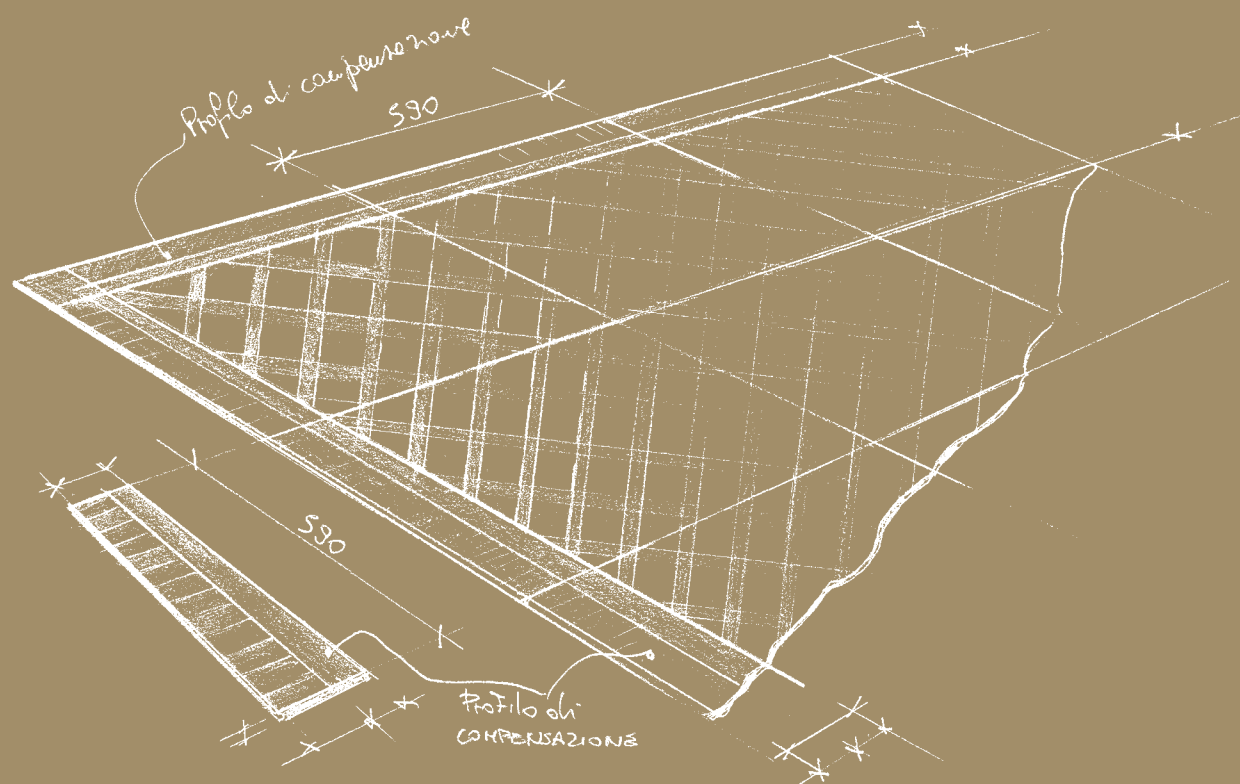 Profilo di compensazione
590
590
Profilo di
COMPENSAZIONE